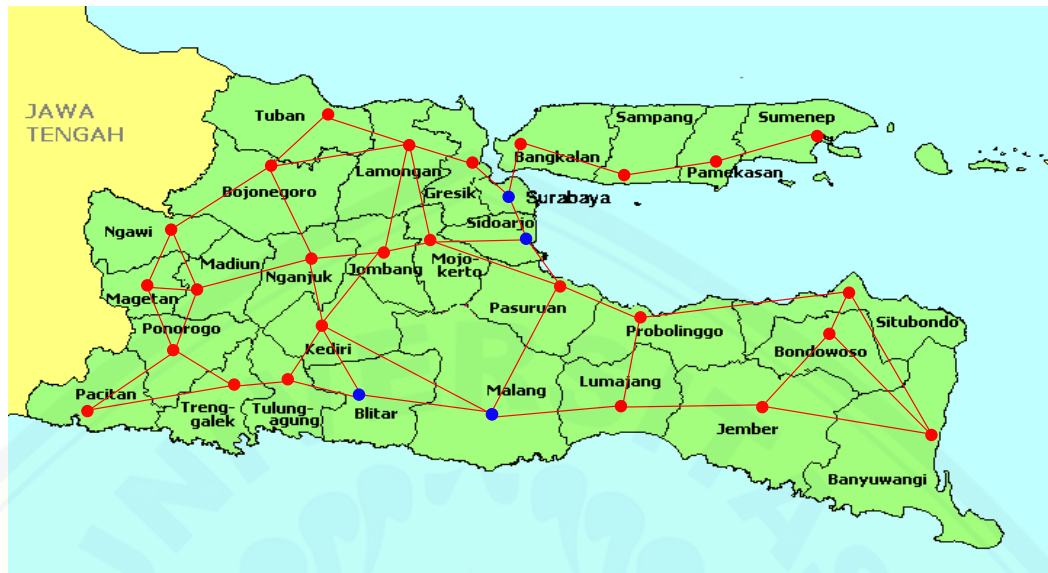 JAWA
TENGAH
Tuban
Sampang
Sumenep
Bangkalan
Lamongan
Pamekasan
Bojonegoro
Gresik
Surabaya
Sidoarjo
Ngawi
Madiun
Nganjuk
Jombang
Mojo-
kerto
Magetan
Pasuruan
Ponorogo
Probolinggo
Situbondo
Kediri
Bondowoso
Pacitan
Malang
Lumajang
Treng-
galek
Tulung-
agung
Blitar
Jember
Banyuwangi